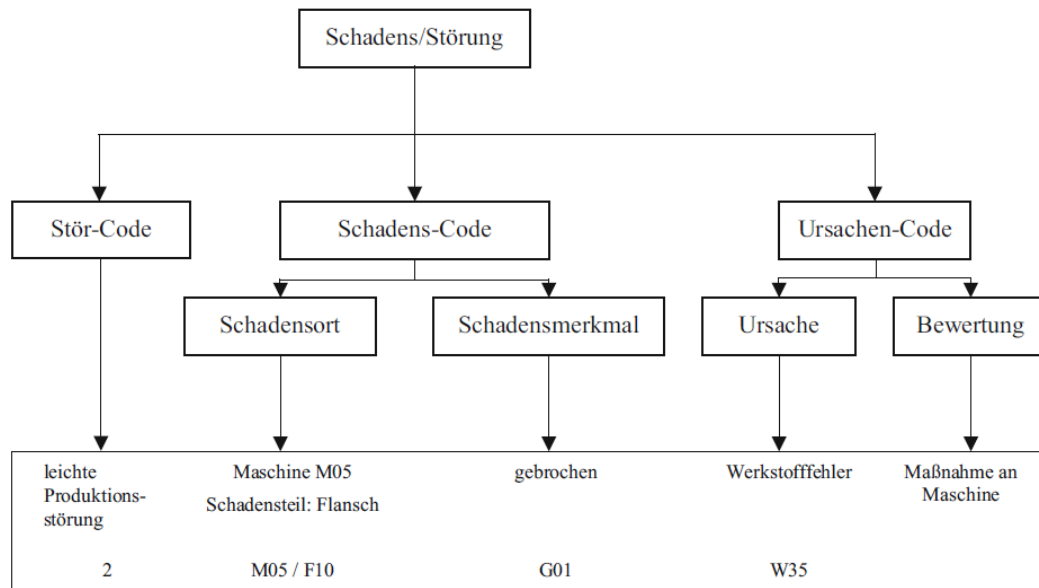 Schadens/Störung
Stör-Code
Schadens-Code
Ursachen-Code
Schadensort
Schadensmerkmal
Ursache
Bewertung
leichte
Produktions-
störung
Maschine M05
Schadensteil: Flansch
gebrochen
Werkstofffehler
Maßnahme an
Maschine
2
M05 / F10
G01
W35